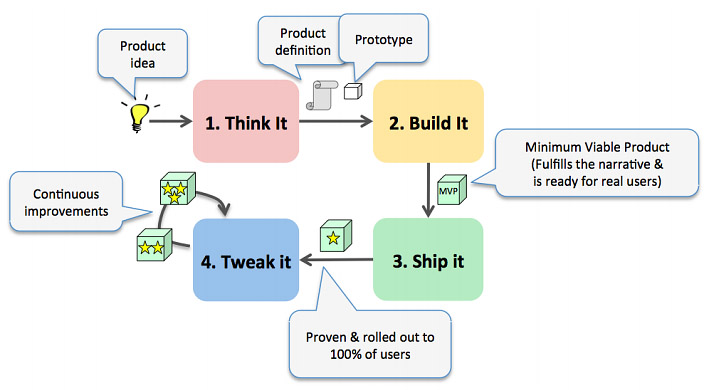 Product
idea
Product
definition
Prototype
1. Think It
2. Build It
Minimum Viable Product
(Fulfills the narrative &
is ready for real users)
MVP
Continuous
improvements
4. Tweak it
3. Ship it
Proven & rolled out to
100% of users